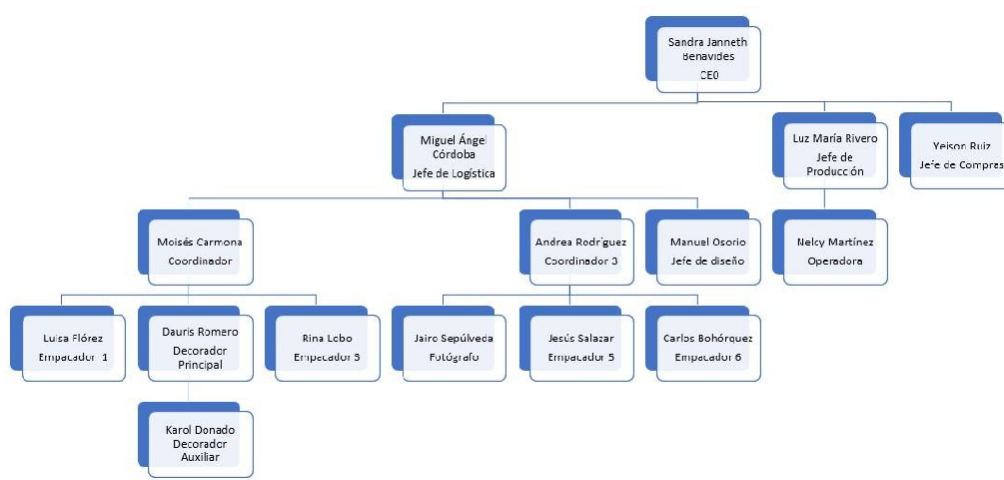 Sandra Janneth
Benavides
CEO
Miguel Ángel
Córdoba
Jefe de Logística
Luz María Rivero
Jefe de
Producción
Yeison Ruiz
Jefe de Compras
Moisés Carmona
Coordinador
Andrea Rodríguez
Coordinador 3
Manuel Osorio
Jefe de diseño
Nelcy Martínez
Operadora
Luisa Flórez
Empacador 1
Dauris Romero
Decorador
Principal
Rina Lobo
Empacador 3
Jairo Sepúlveda
Fotógrafo
Jesús Salazar
Empacador 5
Carlos Bohórquez
Empacador 6
Karol Donado
Decorador
Auxiliar